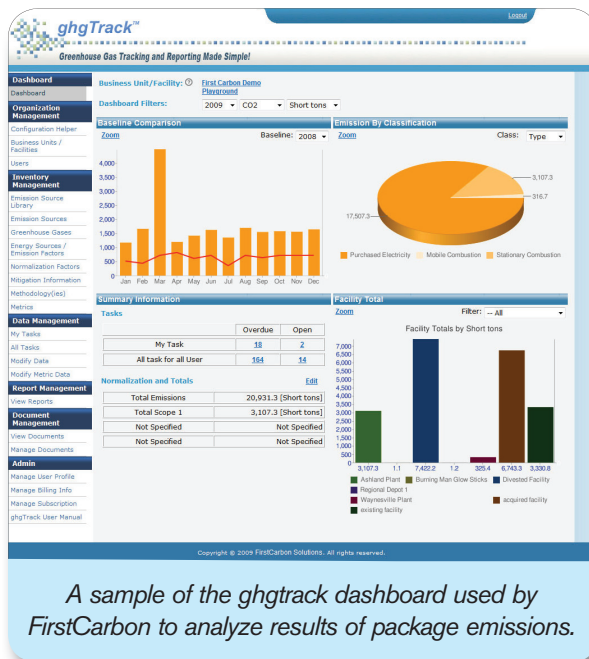 Logout
ghgTrack™
Greenhouse Gas Tracking and Reporting Made Simple!
Dashboard
Dashboard
Organization
Management
Configuration Helper
Business Units /
Facilities
Users
Inventory
Management
Emission Source
Library
Emission Sources
Greenhouse Gases
Energy Sources /
Emission Factors
Normalization Factors
Mitigation Information
Methodology(ies)
Metrics
Data Management
My Tasks
All Tasks
Modify Data
Modify Metric Data
Report Management
View Reports
Document
Management
View Documents
Manage Documents
Admin
Manage User Profile
Manage Billing Info
Manage Subscription
ghgTrack User Manual
Business Unit/Facility: ? First Carbon Demo
Playground
Dashboard Filters: 2009 CO2 Short tons
Baseline Comparison
Zoom Baseline: 2008
4,000
3,500
3,000
2,500
2,000
1,500
1,000
500
0
Jan Feb Mar Apr May Jun Jul Aug Sep Oct Nov Dec
Emission By Classification
Zoom Class: Type
3,107.3
316.7
17,507.3
Purchased Electricity Mobile Combustion Stationary Combustion
Summary Information
Tasks
Overdue Open
My Task 18 2
All task for all User 164 14
Normalization and Totals Edit
Total Emissions 20,931.3 [Short tons]
Total Scope 1 3,107.3 [Short tons]
Not Specified Not Specified
Not Specified Not Specified
Facility Total
Zoom Filter: -- All
Facility Totals by Short tons
7,000
6,500
6,000
5,500
5,000
4,500
4,000
3,500
3,000
2,500
2,000
1,500
1,000
500
0
3,107.3 1.1 7,422.2 1.2 325.4 6,743.3 3,330.8
Ashland Plant Burning Man Glow Sticks Divested Facility
Regional Depot 1
Waynesville Plant acquired facility
existing facility
Copyright © 2009 FirstCarbon Solutions. All rights reserved.
A sample of the ghgtrack dashboard used by
FirstCarbon to analyze results of package emissions.